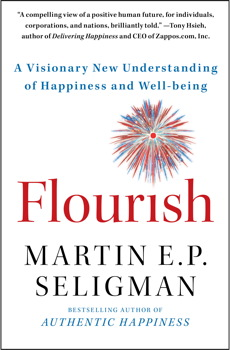 "A compelling view of a positive human future, for individuals,
corporations, and nations, brilliantly told." —Tony Hsieh,
author of Delivering Happiness and CEO of Zappos.com, Inc.
A Visionary New Understanding
of Happiness and Well-being
Flourish
MARTIN E.P.
SELIGMAN
BESTSELLING AUTHOR OF
AUTHENTIC HAPPINESS